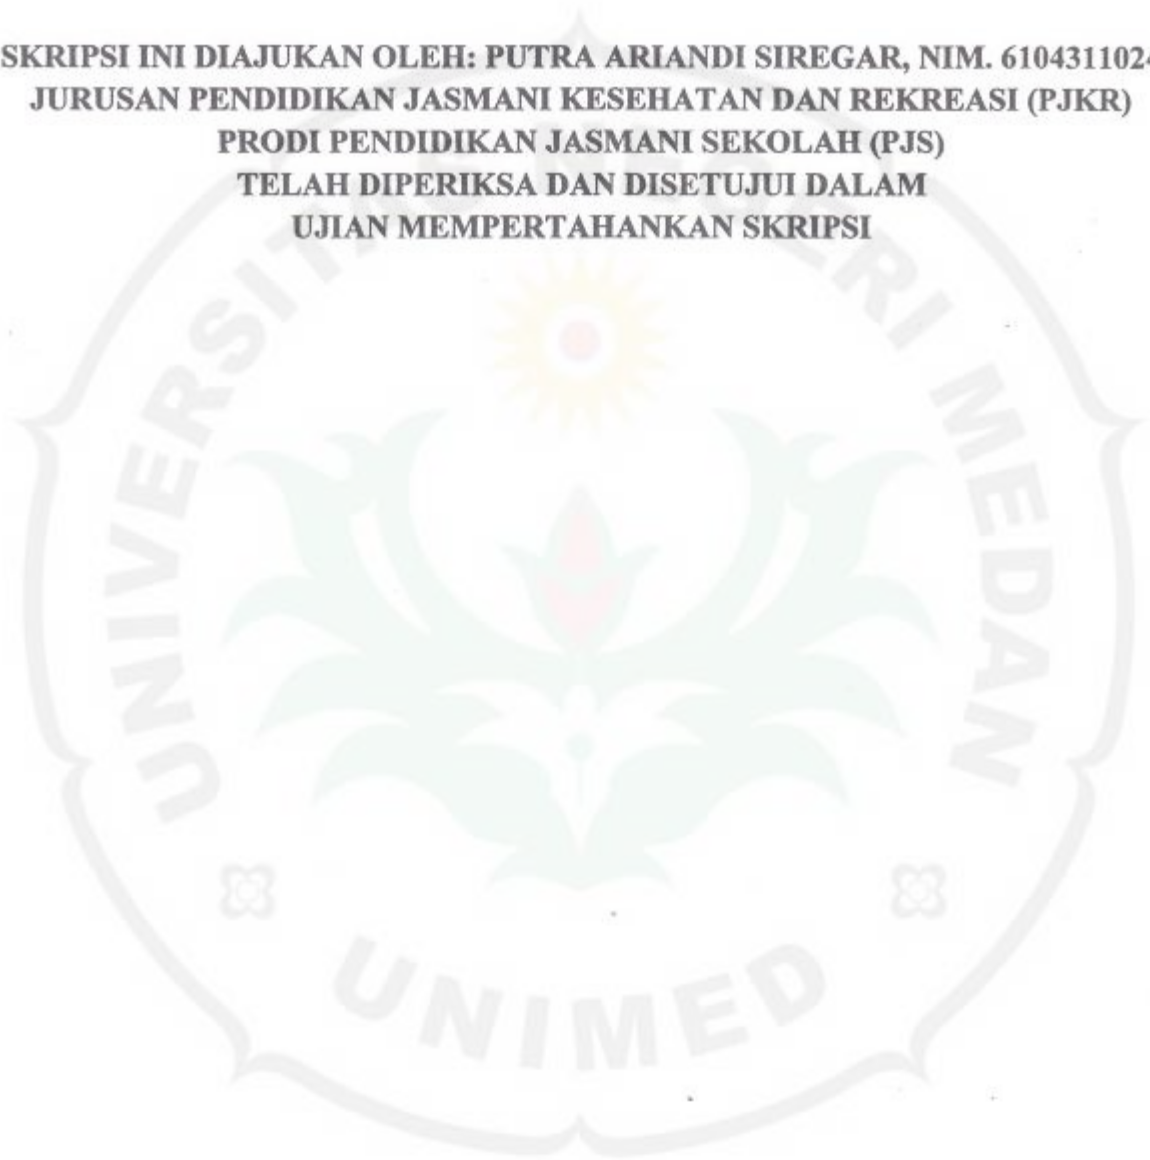 SKRIPSI INI DIAJUKAN OLEH: PUTRA ARIANDI SIREGAR, NIM. 6104311024
JURUSAN PENDIDIKAN JASMANI KESEHATAN DAN REKREASI (PJKR)
PRODI PENDIDIKAN JASMANI SEKOLAH (PJS)
TELAH DIPERIKSA DAN DISETUJUI DALAM
UJIAN MEMPERTAHANKAN SKRIPSI
UNIVERSITAS NEGERI MEDAN
UNIMED